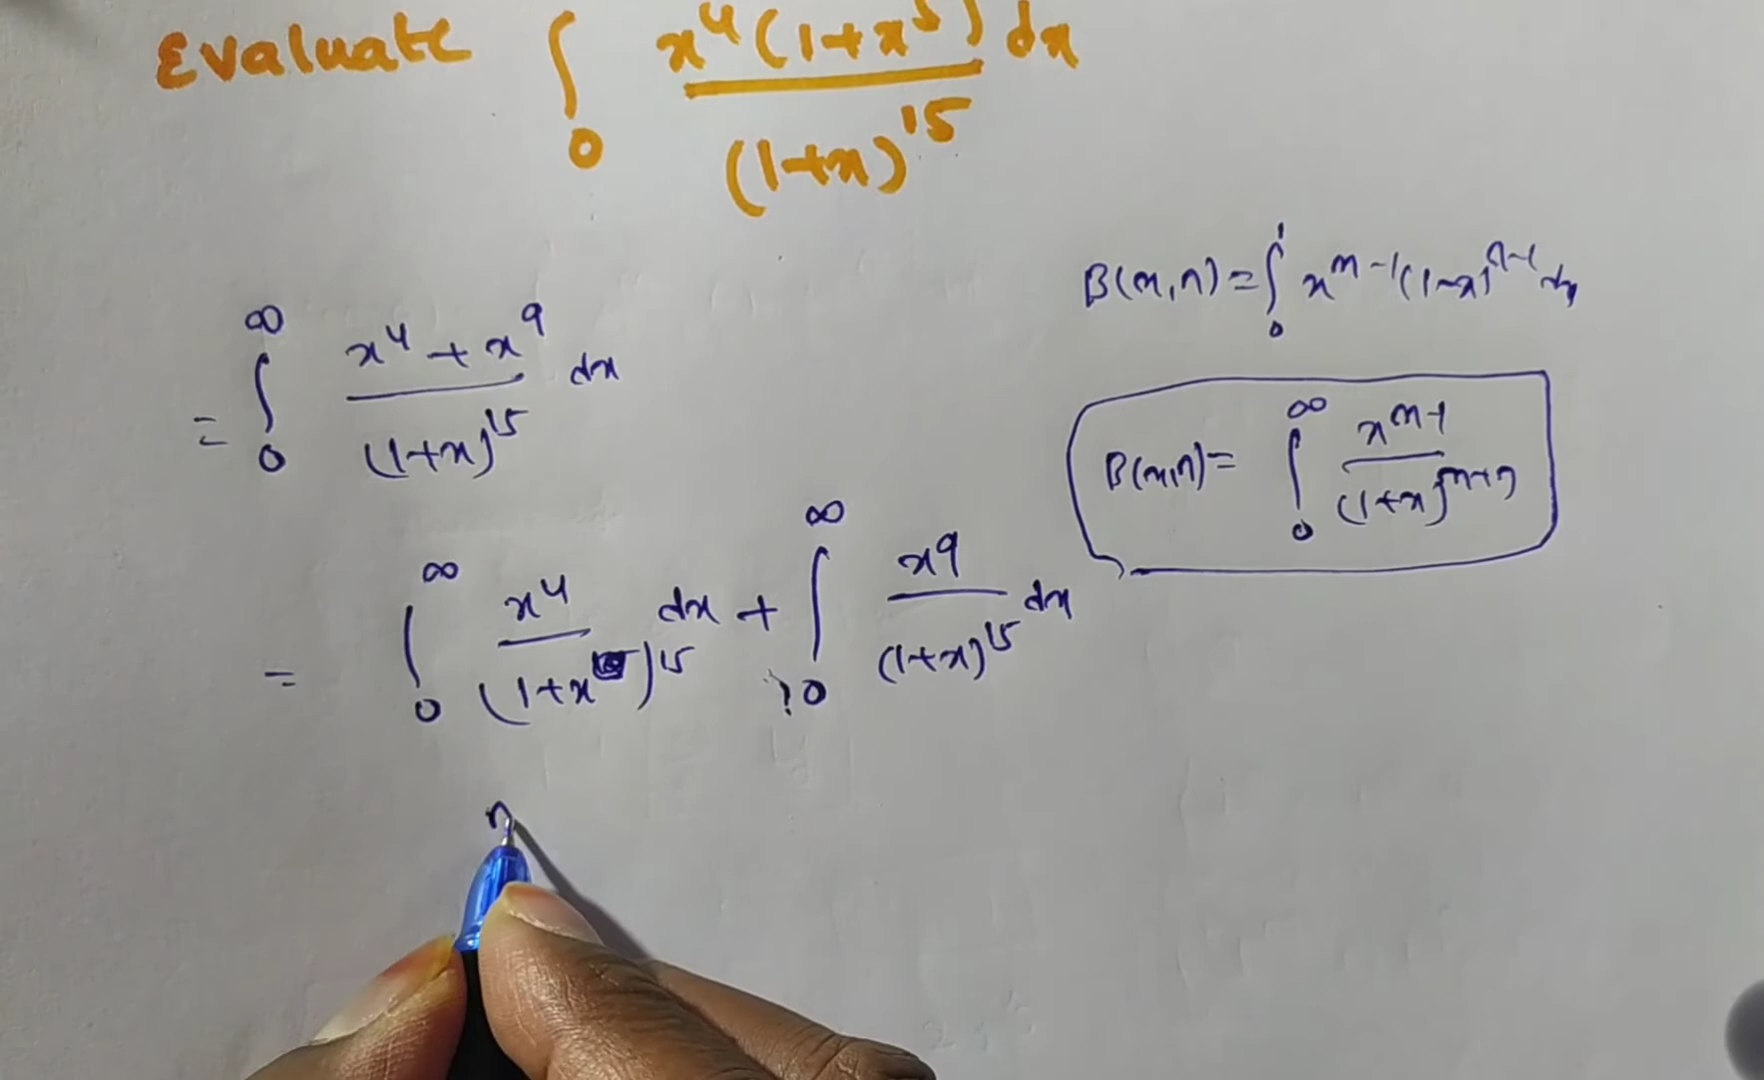 Evaluate ∫₀ x⁴(1+x⁵)/(1+x)¹⁵ dx
B(m,n) = ∫₀¹ x^(m-1)(1-x)^(n-1) dx
= ∫₀^∞ (x⁴+x⁹)/(1+x)¹⁵ dx
B(m,n) = ∫₀^∞ x^(m-1)/(1+x)^(m+n)
= ∫₀^∞ x⁴/(1+x)¹⁵ dx + ∫₀^∞ x⁹/(1+x)¹⁵ dx